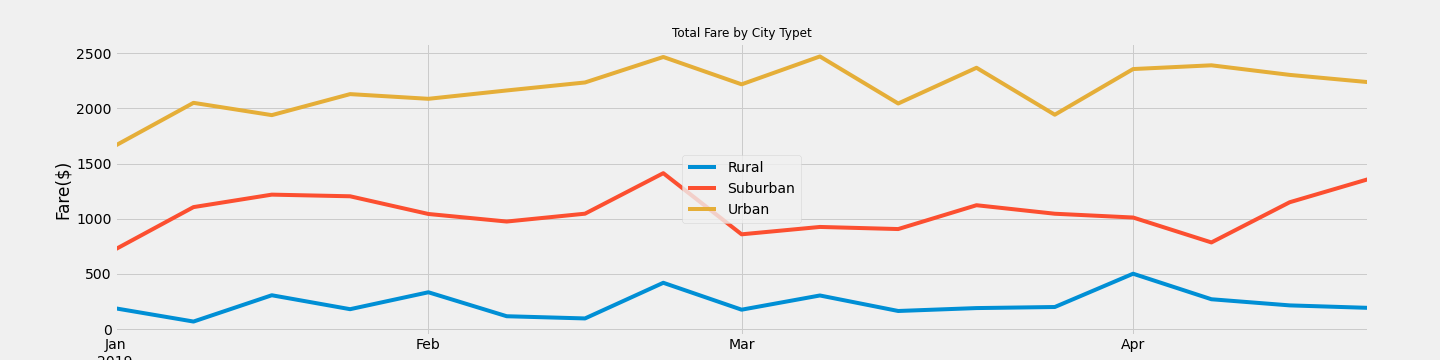 Total Fare by City Typet
2500
2000
1500
1000
500
0
Fare($)
Rural
Suburban
Urban
Jan
Feb
Mar
Apr
2019